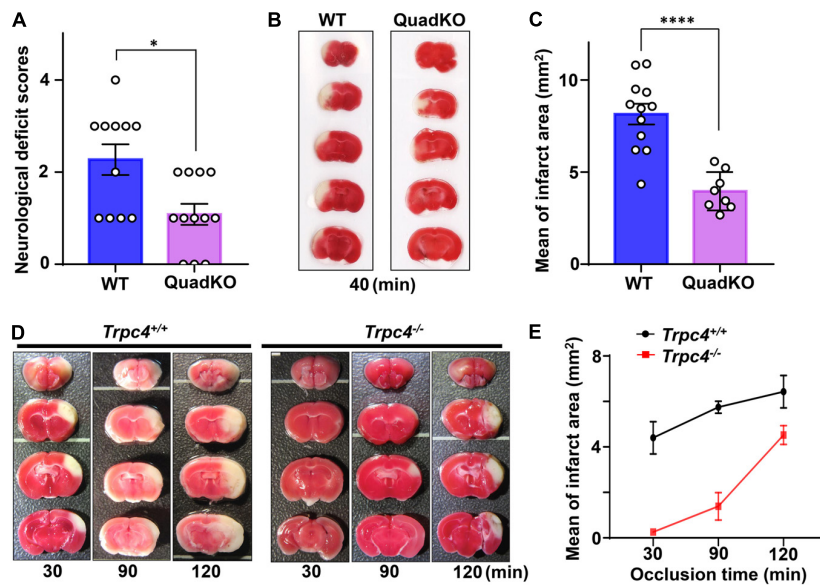 A
Neurological deficit scores
4
2
0
*
WT
QuadKO
B
WT QuadKO
40 (min)
C
Mean of infarct area (mm²)
10
5
0
****
WT
QuadKO
D
Trpc4+/+ Trpc4-/-
30 90 120 30 90 120 (min)
E
Trpc4+/+
Trpc4-/-
Mean of infarct area (mm²)
8
4
0
30 90 120
Occlusion time (min)